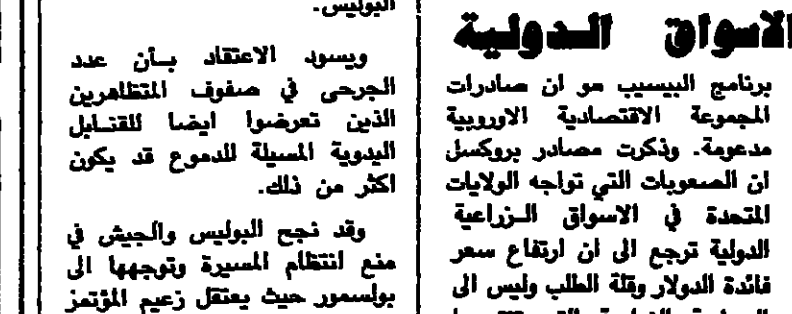 الاسواق الدولية
برنامج البيسيب هو ان صادرات
المجموعة الاقتصادية الاوروبية
مدعومة. وذكرت مصادر بروكسل
ان الصعوبات التي تواجه الولايات
المتحدة في الاسواق الزراعية
الدولية ترجع الى ان ارتفاع سعر
فائدة الدولار وقلة الطلب وليس الى
البوليس.
ويسود الاعتقاد بأن عدد
الجرحى في صفوف المتظاهرين
الذين تعرضوا ايضا للقنابل
اليدوية المسيلة للدموع قد يكون
اكثر من ذلك.
وقد نجح البوليس والجيش في
منع انتظام المسيرة وتوجهها الى
بولسمور حيث يعتقل زعيم المؤتمر